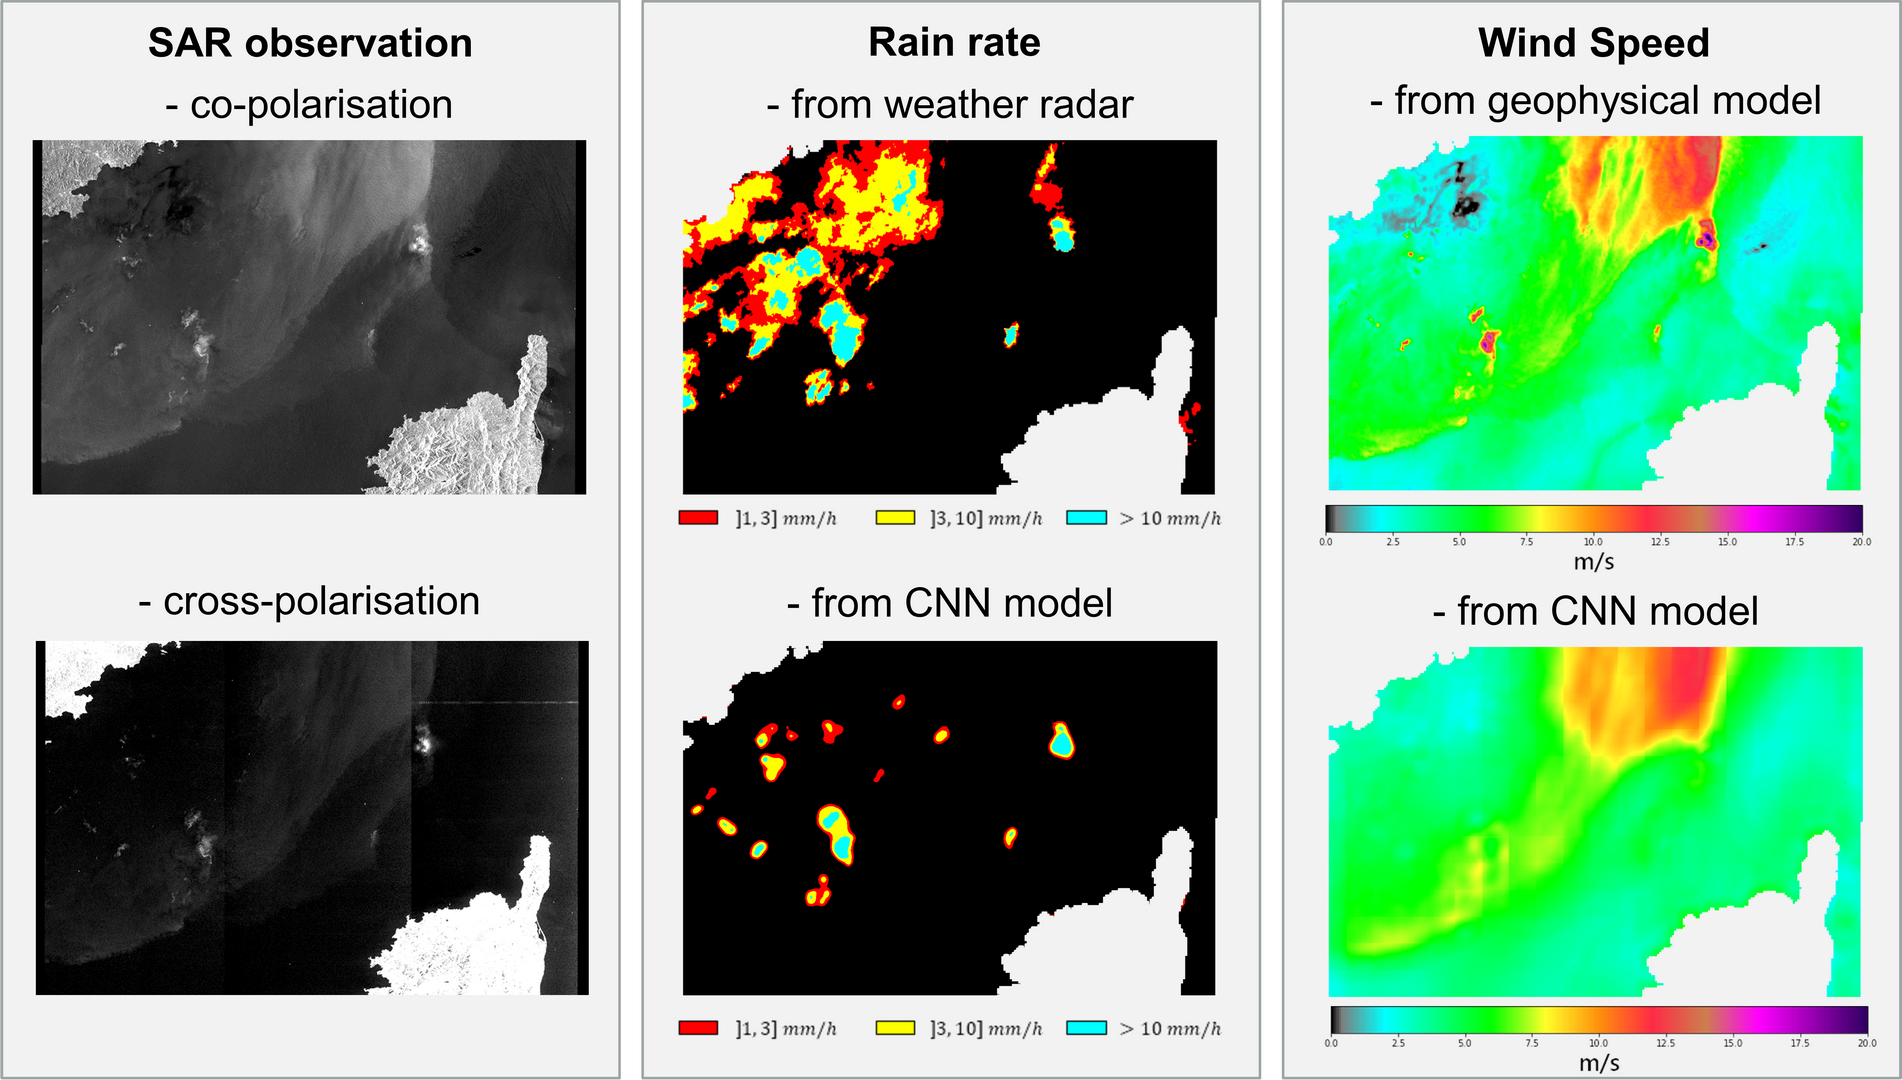 SAR observation
- co-polarisation
- cross-polarisation
Rain rate
- from weather radar
]1, 3] mm/h ]3, 10] mm/h > 10 mm/h
- from CNN model
]1, 3] mm/h ]3, 10] mm/h > 10 mm/h
Wind Speed
- from geophysical model
0.0 2.5 5.0 7.5 10.0 12.5 15.0 17.5 20.0
m/s
- from CNN model
0.0 2.5 5.0 7.5 10.0 12.5 15.0 17.5 20.0
m/s